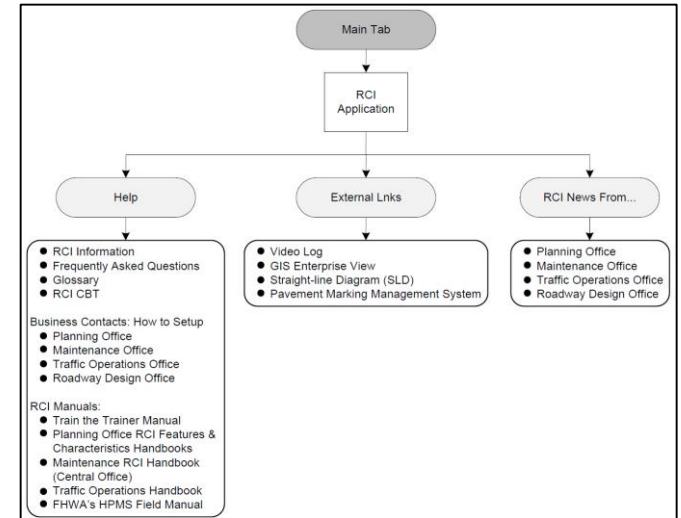 Main Tab
RCI
Application
Help
External Lnks
RCI News From...
● RCI Information
● Frequently Asked Questions
● Glossary
● RCI CBT
Business Contacts: How to Setup
● Planning Office
● Maintenance Office
● Traffic Operations Office
● Roadway Design Office
RCI Manuals:
● Train the Trainer Manual
● Planning Office RCI Features &
Characteristics Handbooks
● Maintenance RCI Handbook
(Central Office)
● Traffic Operations Handbook
● FHWA's HPMS Field Manual
● Video Log
● GIS Enterprise View
● Straight-line Diagram (SLD)
● Pavement Marking Management System
● Planning Office
● Maintenance Office
● Traffic Operations Office
● Roadway Design Office